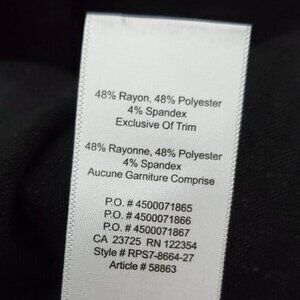 48% Rayon, 48% Polyester
4% Spandex
Exclusive Of Trim
48% Rayonne, 48% Polyester
4% Spandex
Aucune Garniture Comprise
P.O. # 4500071865
P.O. # 4500071866
P.O. # 4500071867
CA 23725 RN 122354
Style # RPS7-8664-27
Article # 58863